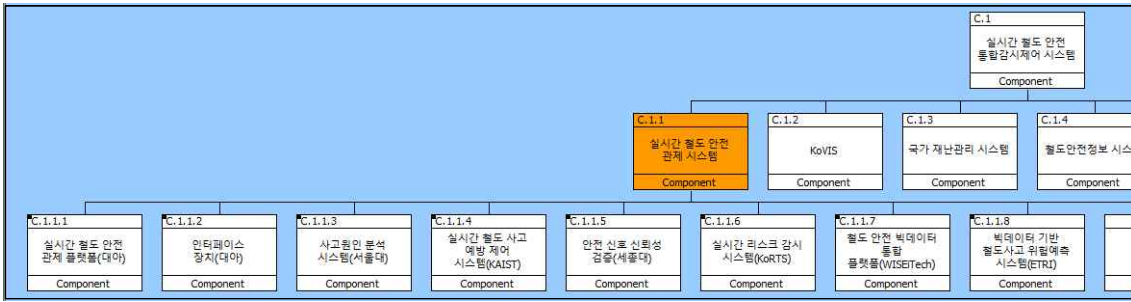 C.1
실시간 철도 안전
통합감시제어 시스템
Component
C.1.1
실시간 철도 안전
관제 시스템
Component
C.1.2
KoVIS
Component
C.1.3
국가 재난관리 시스템
Component
C.1.4
철도안전정보 시스
Component
C.1.1.1
실시간 철도 안전
관제 플랫폼(대아)
Component
C.1.1.2
인터페이스
장치(대아)
Component
C.1.1.3
사고원인 분석
시스템(서울대)
Component
C.1.1.4
실시간 철도 사고
예방 제어
시스템(KAIST)
Component
C.1.1.5
안전 신호 신뢰성
검증(세종대)
Component
C.1.1.6
실시간 리스크 감시
시스템(KoRTS)
Component
C.1.1.7
철도 안전 빅데이터
통합
플랫폼(WISEiTech)
Component
C.1.1.8
빅데이터 기반
철도사고 위험예측
시스템(ETRI)
Component